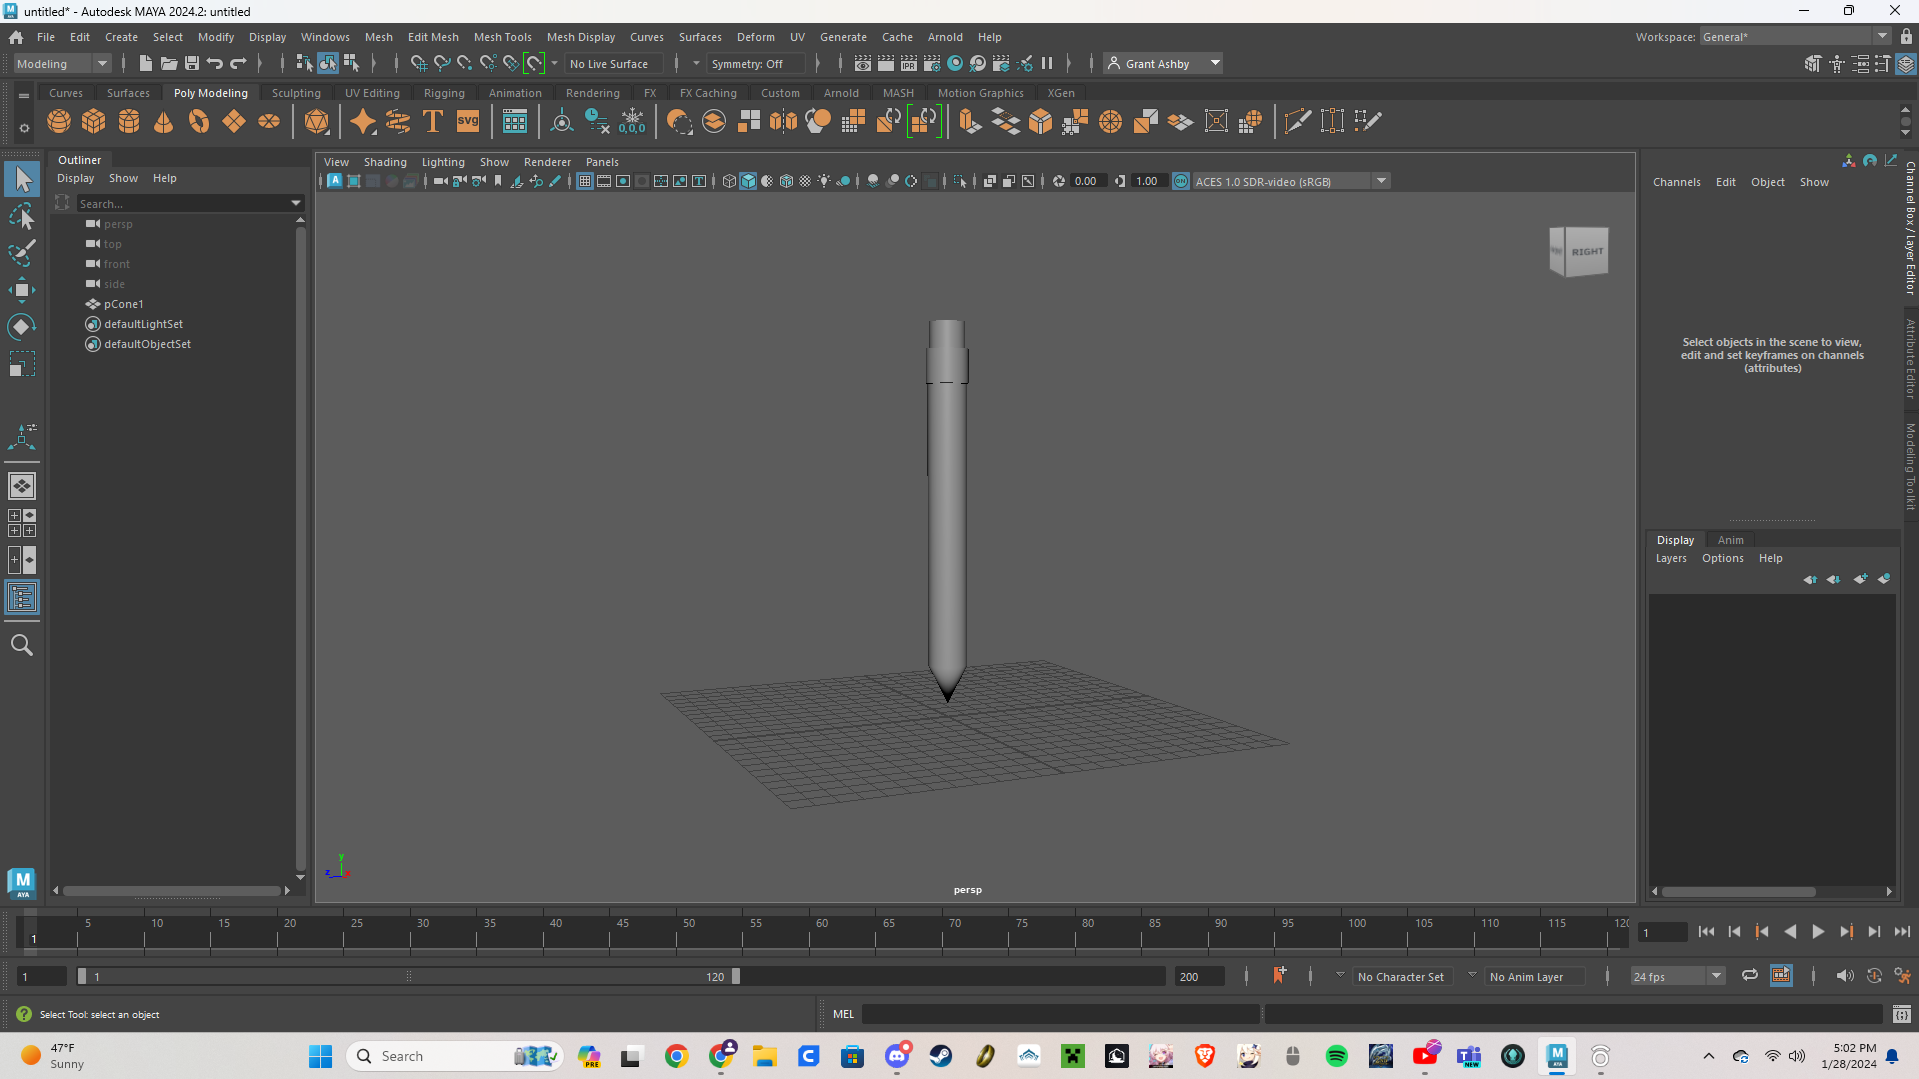 untitled* - Autodesk MAYA 2024.2: untitled
File Edit Create Select Modify Display Windows Mesh Edit Mesh Mesh Tools Mesh Display Curves Surfaces Deform UV Generate Cache Arnold Help
Workspace: General*
Modeling
No Live Surface
Symmetry: Off
IPR
Grant Ashby
Curves Surfaces Poly Modeling Sculpting UV Editing Rigging Animation Rendering FX FX Caching Custom Arnold MASH Motion Graphics XGen
T
svg
0,0,0
Outliner
Display Show Help
Search...
persp
top
front
side
pCone1
defaultLightSet
defaultObjectSet
View Shading Lighting Show Renderer Panels
A
0.00
1.00
ON
ACES 1.0 SDR-video (sRGB)
RIGHT
y
z
x
persp
Channels Edit Object Show
Select objects in the scene to view,
edit and set keyframes on channels
(attributes)
Channel Box / Layer Editor
Attribute Editor
Modeling Toolkit
Display Anim
Layers Options Help
M
AYA
5 10 15 20 25 30 35 40 45 50 55 60 65 70 75 80 85 90 95 100 105 110 115 120
1
1
1
1
120
200
No Character Set
No Anim Layer
24 fps
Select Tool: select an object
MEL
47°F
Sunny
Search
PRE
NEW
5:02 PM
1/28/2024